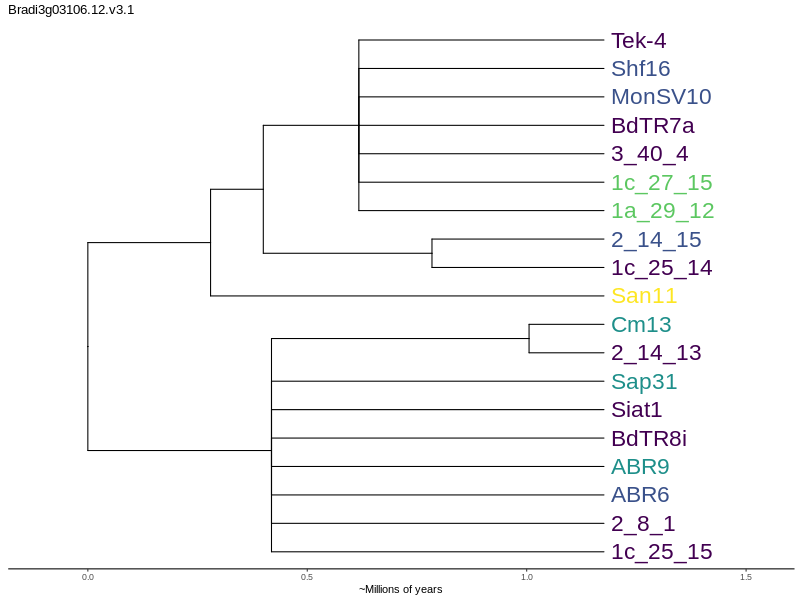 Bradi3g03106.12.v3.1
Tek-4
Shf16
MonSV10
BdTR7a
3_40_4
1c_27_15
1a_29_12
2_14_15
1c_25_14
San11
Cm13
2_14_13
Sap31
Siat1
BdTR8i
ABR9
ABR6
2_8_1
1c_25_15
0.0 0.5 1.0 1.5
~Millions of years